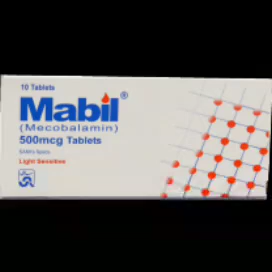 10 Tablets
Mabil®
(Mecobalamin)
500mcg Tablets
Light Sensitive